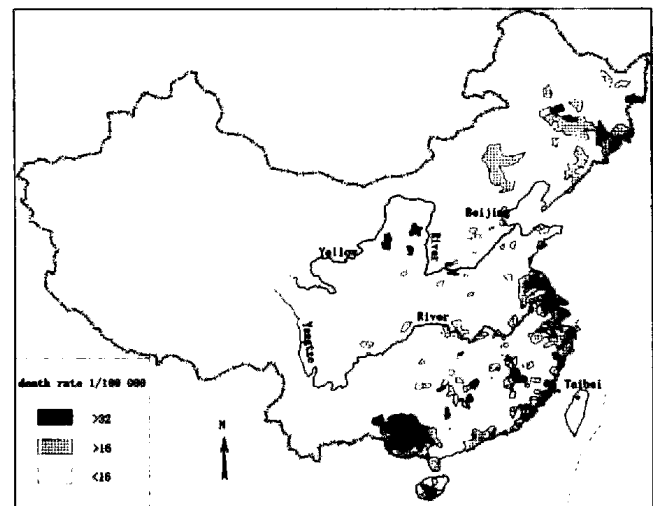 Beijing
Yellow
River
River
Yangtze
Taibei
death rate 1/100 000
>32
>16
<16
N